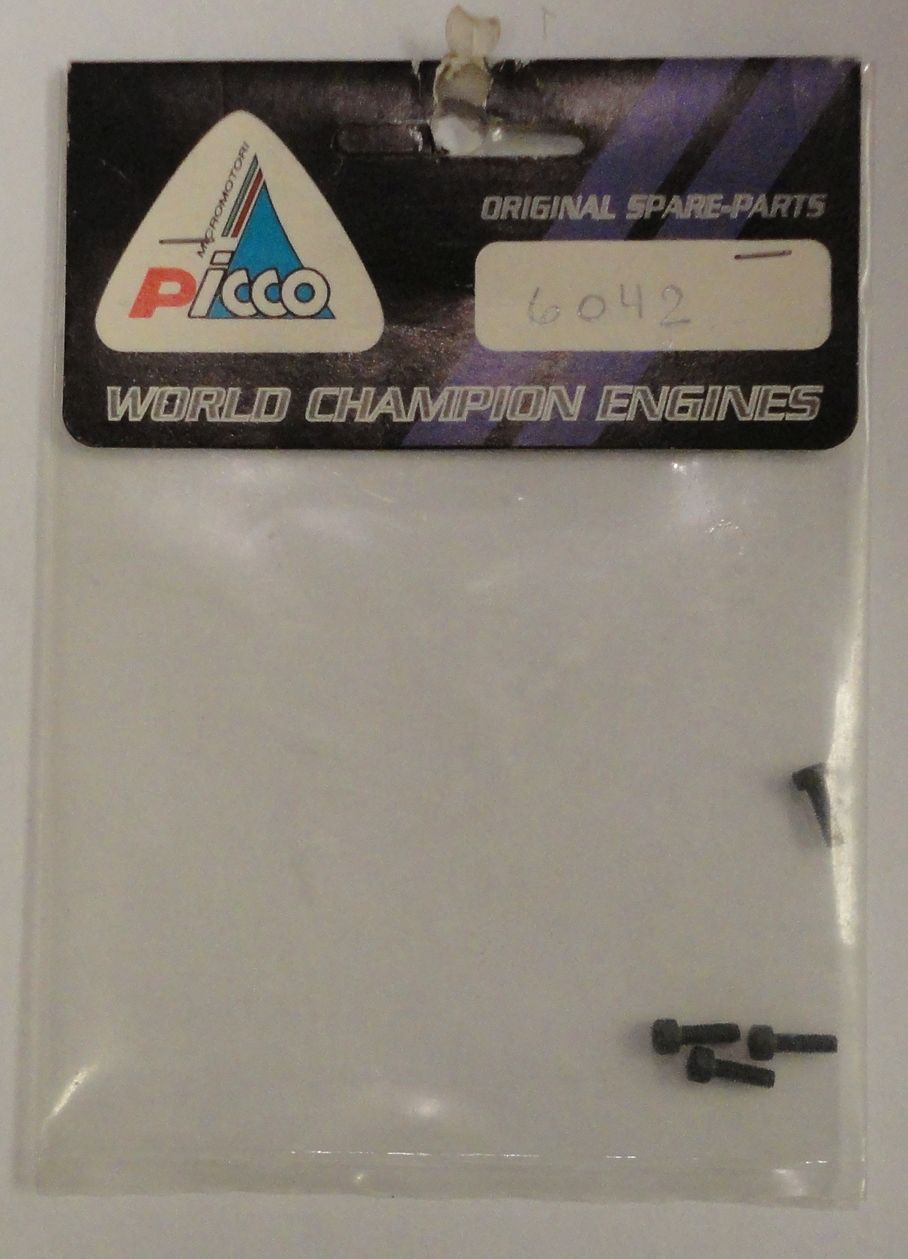 MICROMOTORI
Picco
ORIGINAL SPARE-PARTS
6042
WORLD CHAMPION ENGINES